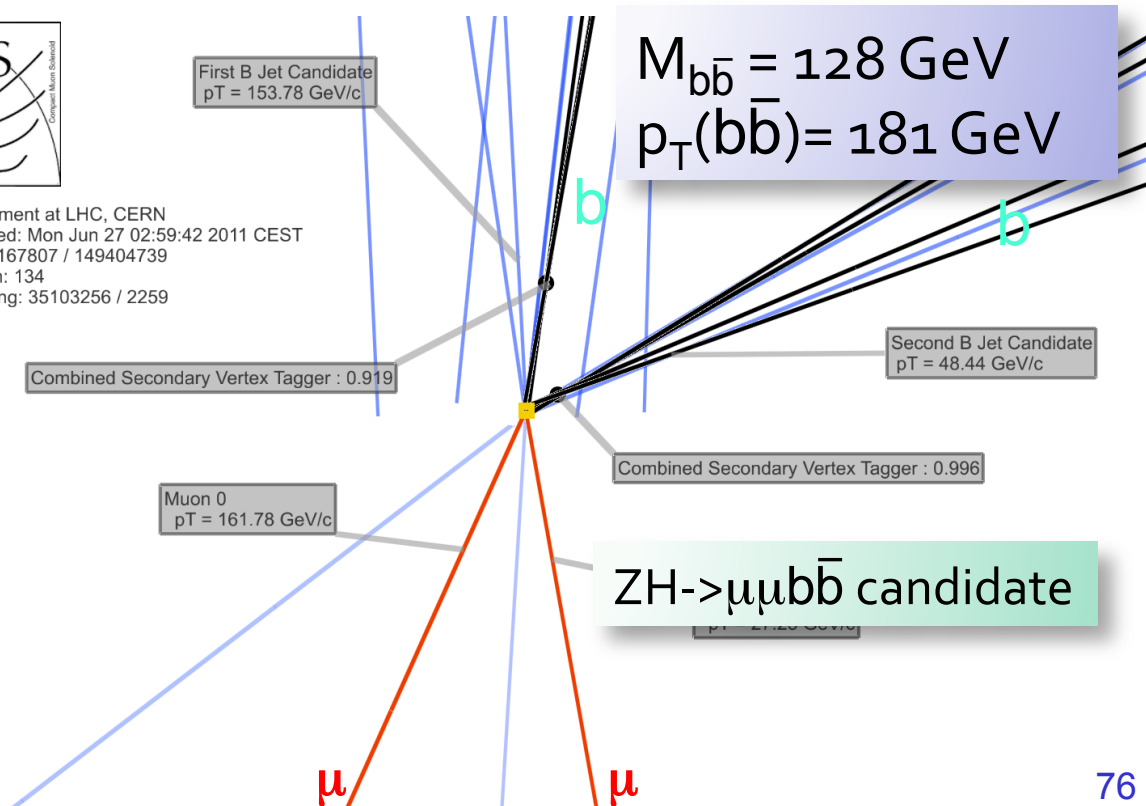 S
Compact Muon Solenoid
ment at LHC, CERN
ed: Mon Jun 27 02:59:42 2011 CEST
167807 / 149404739
n: 134
ng: 35103256 / 2259
First B Jet Candidate
pT = 153.78 GeV/c
M_bb̅ = 128 GeV
p_T(bb̅)= 181 GeV
b
b
Combined Secondary Vertex Tagger : 0.919
Second B Jet Candidate
pT = 48.44 GeV/c
Combined Secondary Vertex Tagger : 0.996
Muon 0
pT = 161.78 GeV/c
ZH->μμbb̅ candidate
μ
μ
76